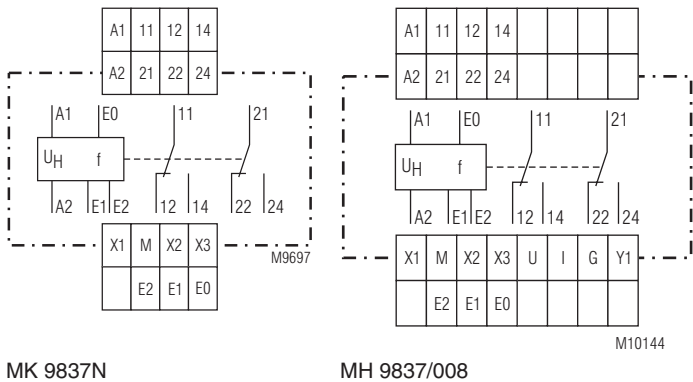 A1 11 12 14
A2 21 22 24
A1 E0 11 21
UH f
A2 E1 E2 12 14 22 24
X1 M X2 X3
M9697
E2 E1 E0
MK 9837N
A1 11 12 14
A2 21 22 24
A1 E0 11 21
UH f
A2 E1 E2 12 14 22 24
X1 M X2 X3 U I G Y1
E2 E1 E0
M10144
MH 9837/008